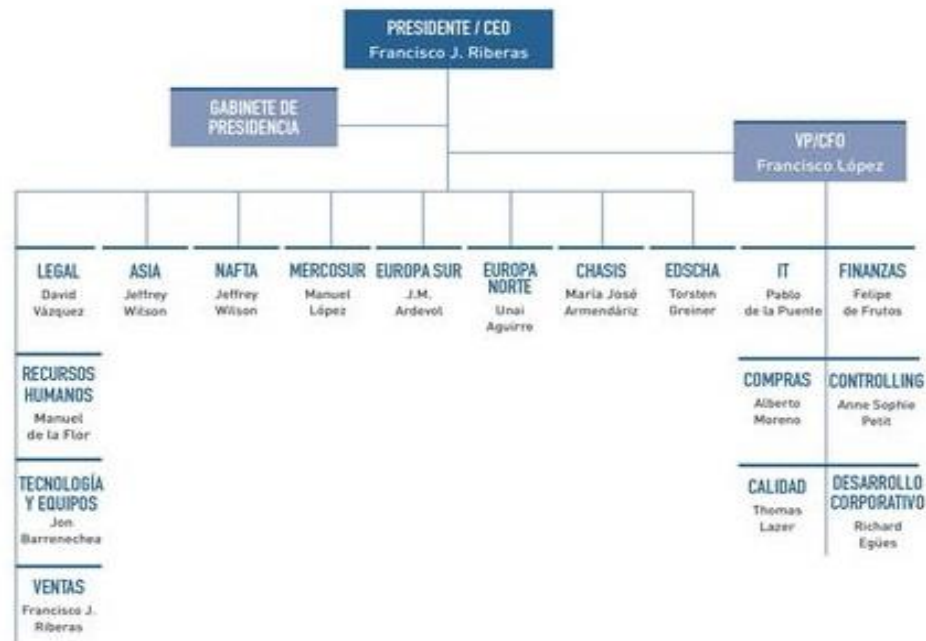 PRESIDENTE / CEO
Francisco J. Riberas
GABINETE DE
PRESIDENCIA
VP/CFO
Francisco López
LEGAL
David
Vázquez
ASIA
Jeffrey
Wilson
NAFTA
Jeffrey
Wilson
MERCOSUR
Manuel
López
EUROPA SUR
J.M.
Ardevol
EUROPA
NORTE
Unai
Aguirre
CHASIS
María José
Armendáriz
EDSCHA
Torsten
Greiner
IT
Pablo
de la Puente
FINANZAS
Felipe
de Frutos
RECURSOS
HUMANOS
Manuel
de la Flor
COMPRAS
Alberto
Moreno
CONTROLLING
Anne Sophie
Petit
TECNOLOGÍA
Y EQUIPOS
Jon
Barrenechea
CALIDAD
Thomas
Lazer
DESARROLLO
CORPORATIVO
Richard
Egües
VENTAS
Francisco J.
Riberas